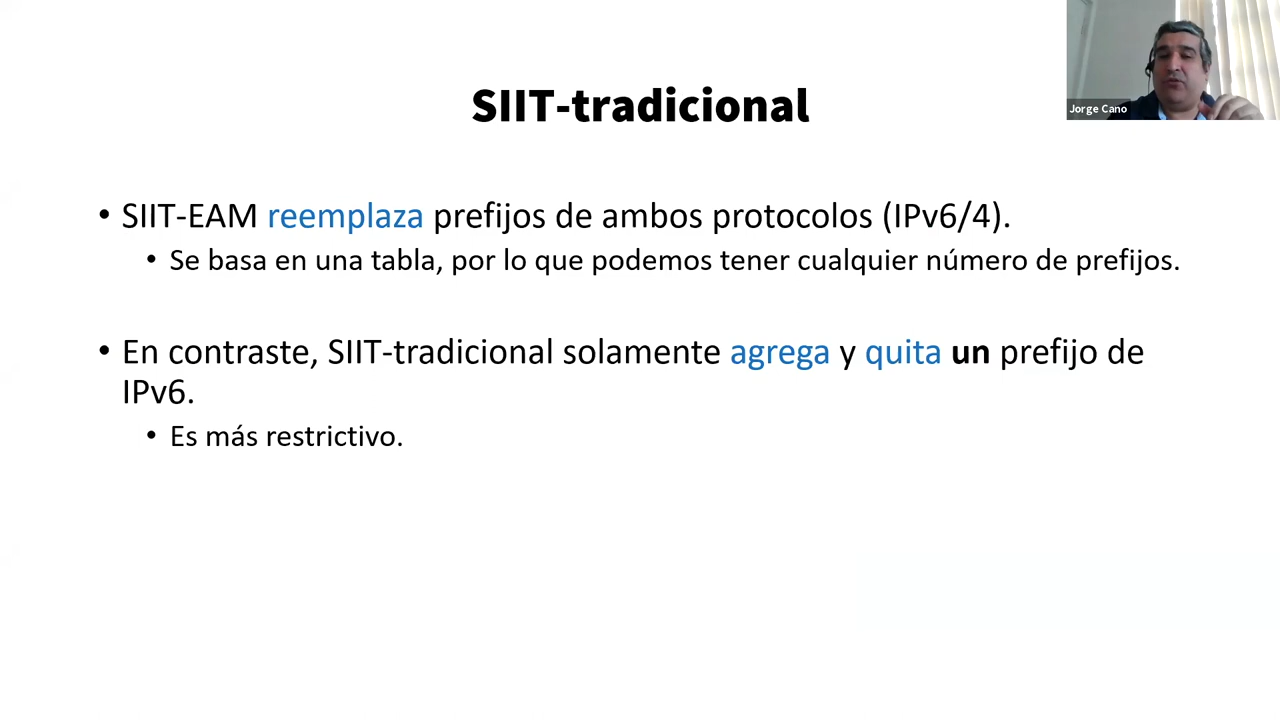 SIIT-tradicional
Jorge Cano
• SIIT-EAM reemplaza prefijos de ambos protocolos (IPv6/4).
• Se basa en una tabla, por lo que podemos tener cualquier número de prefijos.
• En contraste, SIIT-tradicional solamente agrega y quita un prefijo de
IPv6.
• Es más restrictivo.